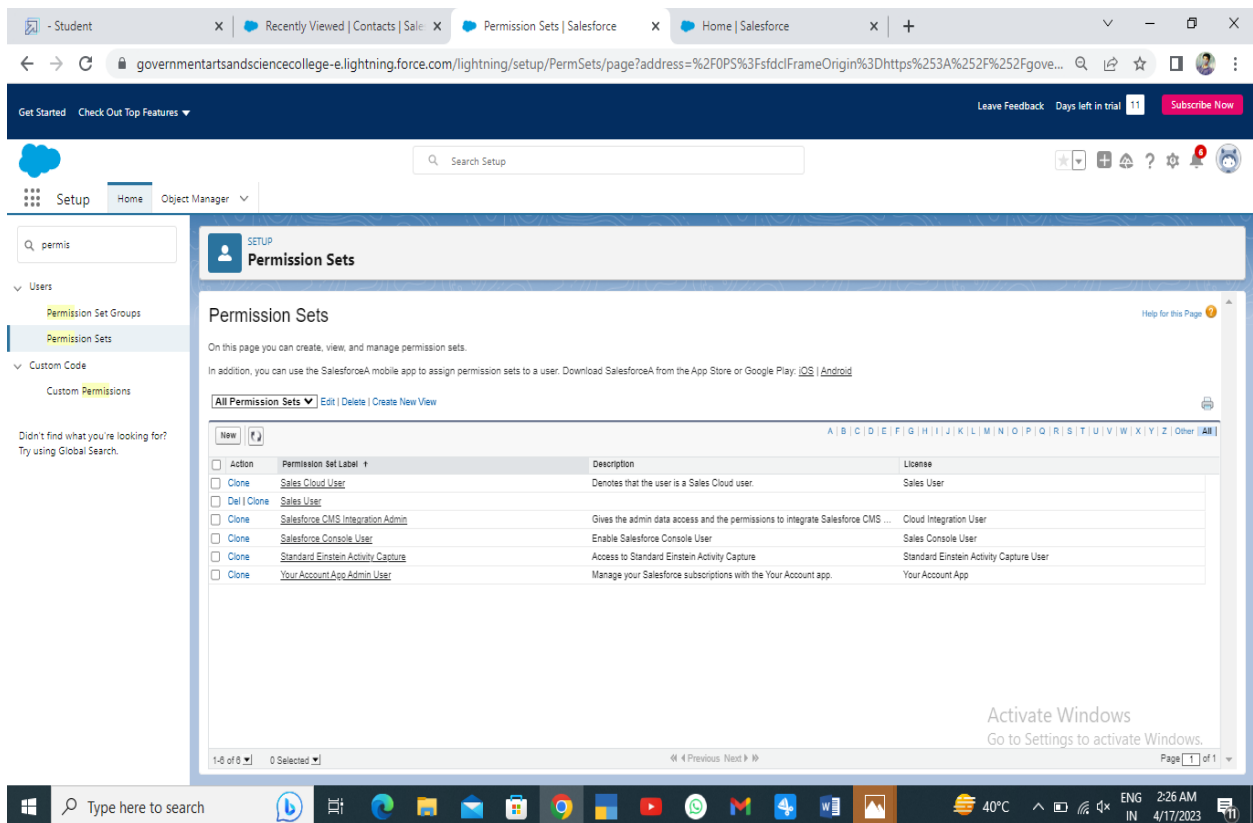 - Student
Recently Viewed | Contacts | Sale
Permission Sets | Salesforce
Home | Salesforce
governmentartsandsciencecollege-e.lightning.force.com/lightning/setup/PermSets/page?address=%2F0PS%3FsfdcIFrameOrigin%3Dhttps%253A%252F%252Fgove...
Get Started Check Out Top Features
Leave Feedback Days left in trial 11 Subscribe Now
Search Setup
6
Setup Home Object Manager
permis
Users
Permission Set Groups
Permission Sets
Custom Code
Custom Permissions
Didn't find what you're looking for?
Try using Global Search.
SETUP
Permission Sets
Permission Sets
Help for this Page
On this page you can create, view, and manage permission sets.
In addition, you can use the SalesforceA mobile app to assign permission sets to a user. Download SalesforceA from the App Store or Google Play: iOS | Android
All Permission Sets Edit | Delete | Create New View
New
A | B | C | D | E | F | G | H | I | J | K | L | M | N | O | P | Q | R | S | T | U | V | W | X | Y | Z | Other | All
Action Permission Set Label Description License
Clone Sales Cloud User Denotes that the user is a Sales Cloud user. Sales User
Del | Clone Sales User
Clone Salesforce CMS Integration Admin Gives the admin data access and the permissions to integrate Salesforce CMS ... Cloud Integration User
Clone Salesforce Console User Enable Salesforce Console User Sales Console User
Clone Standard Einstein Activity Capture Access to Standard Einstein Activity Capture Standard Einstein Activity Capture User
Clone Your Account App Admin User Manage your Salesforce subscriptions with the Your Account app. Your Account App
Activate Windows
Go to Settings to activate Windows.
1-6 of 6 0 Selected Previous Next Page 1 of 1
Type here to search
40°C
ENG
IN
2:26 AM
4/17/2023